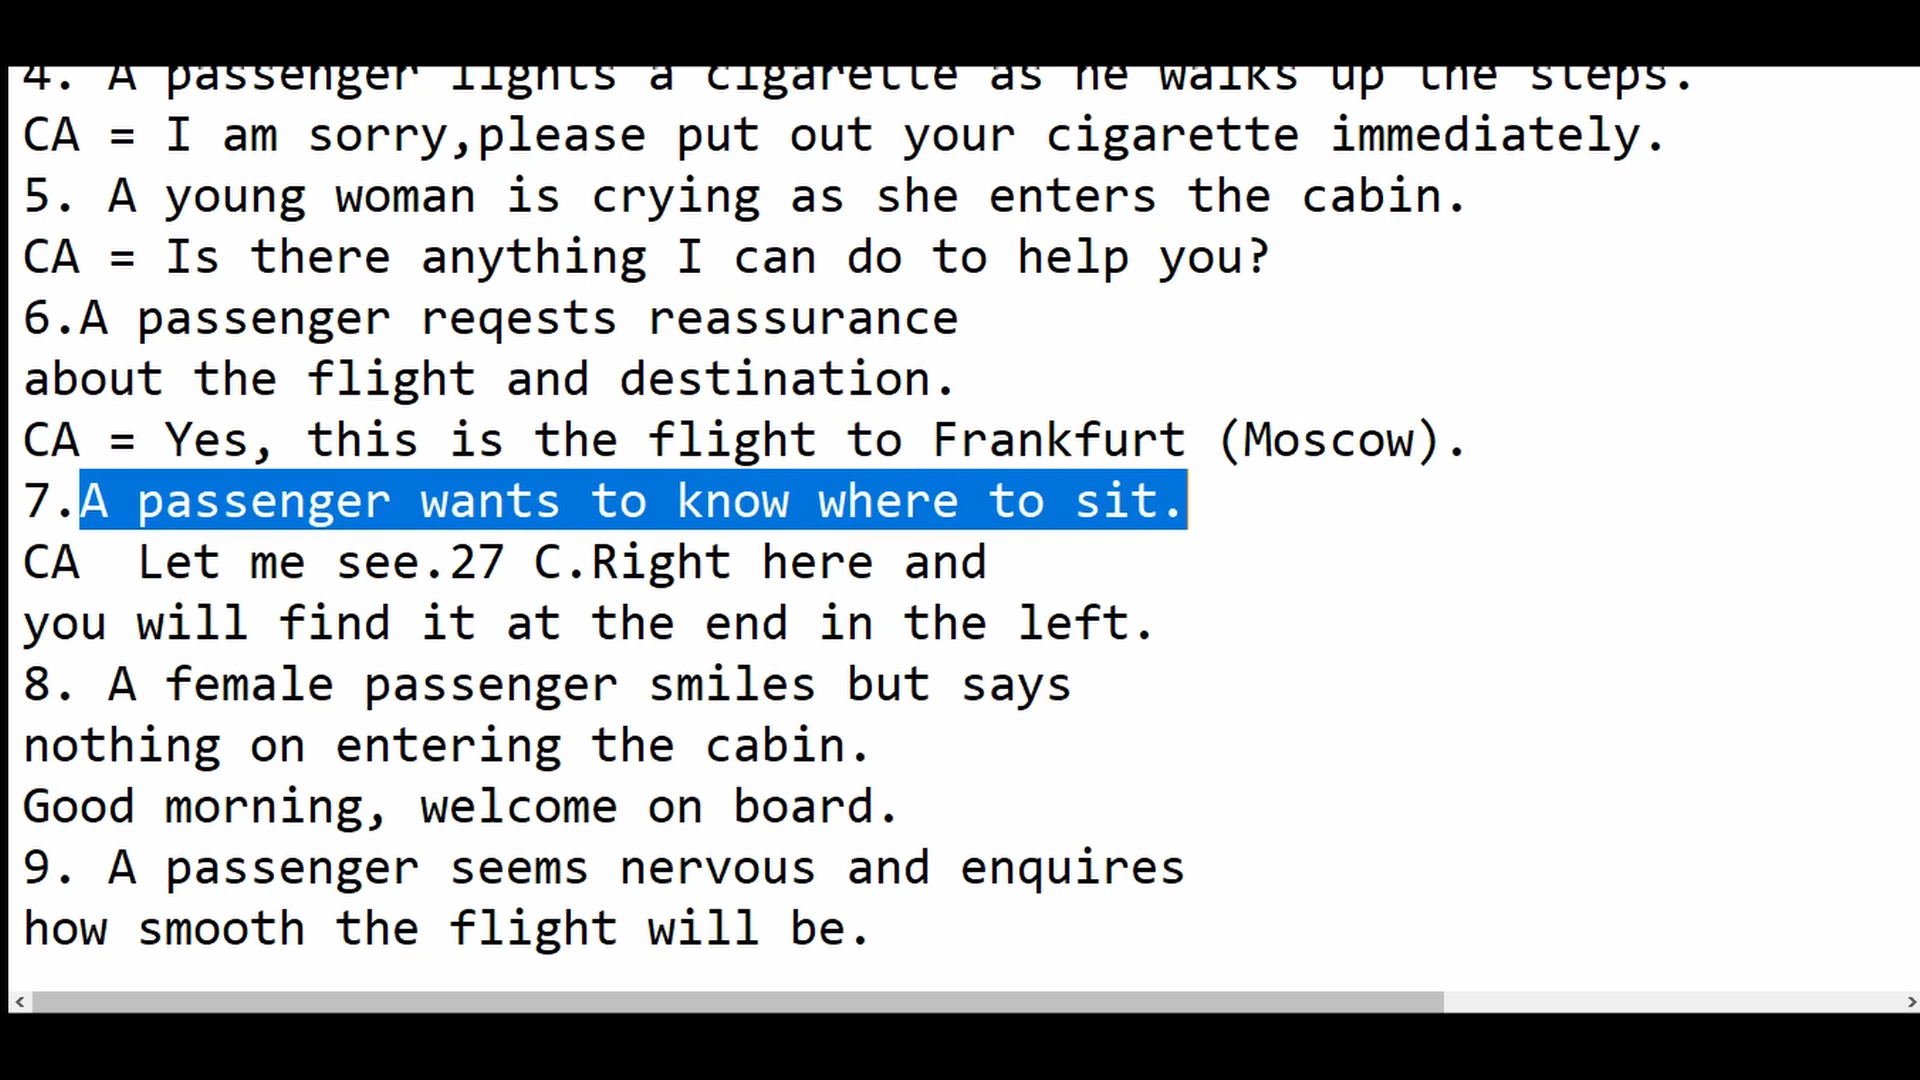 4. A passenger lights a cigarette as he walks up the steps.
CA = I am sorry,please put out your cigarette immediately.
5. A young woman is crying as she enters the cabin.
CA = Is there anything I can do to help you?
6.A passenger reqests reassurance
about the flight and destination.
CA = Yes, this is the flight to Frankfurt (Moscow).
7.A passenger wants to know where to sit.
CA  Let me see.27 C.Right here and
you will find it at the end in the left.
8. A female passenger smiles but says
nothing on entering the cabin.
Good morning, welcome on board.
9. A passenger seems nervous and enquires
how smooth the flight will be.